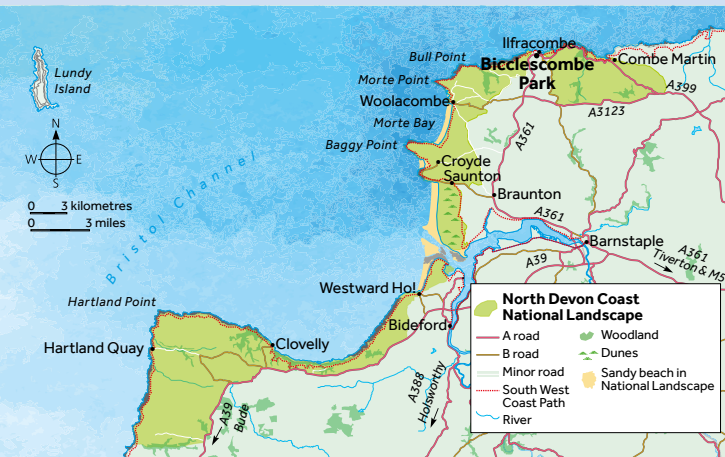 Ilfracombe
Bull Point
Bicclescombe
Park
Combe Martin
Lundy
Island
Morte Point
A399
Woolacombe
A3123
Morte Bay
N
A361
Baggy Point
W
E
Croyde
S
Saunton
Braunton
0 3 kilometres
0 3 miles
Bristol Channel
A361
Barnstaple
A39
A361
Tiverton & M5
Westward Ho!
Hartland Point
Bideford
Hartland Quay
Clovelly
A388
Holsworthy
A39
Bude
North Devon Coast
National Landscape
A road
B road
Minor road
South West
Coast Path
River
Woodland
Dunes
Sandy beach in
National Landscape